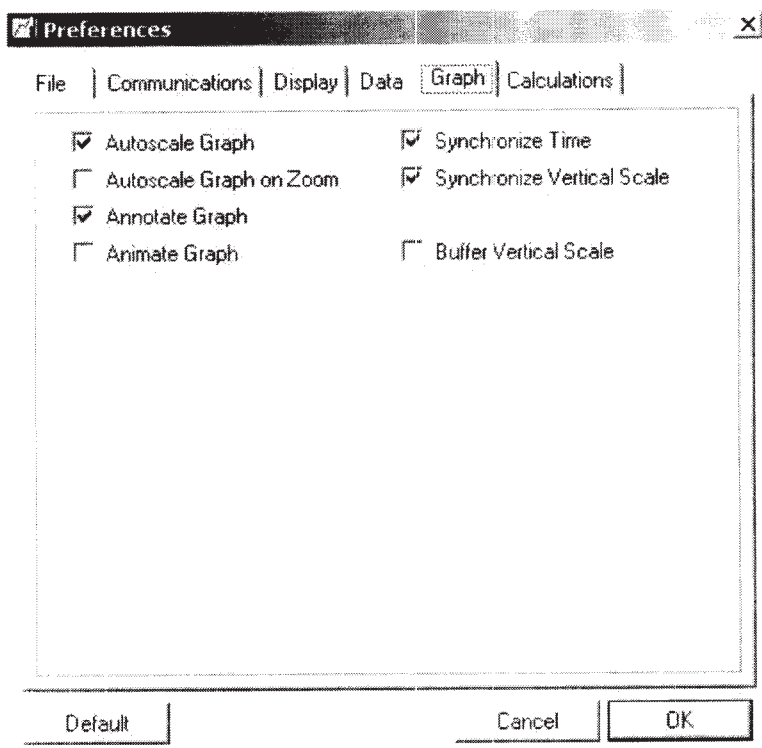 Preferences
File Communications Display Data Graph Calculations
Autoscale Graph Synchronize Time
Autoscale Graph on Zoom Synchronize Vertical Scale
Annotate Graph
Animate Graph Buffer Vertical Scale
Default Cancel OK